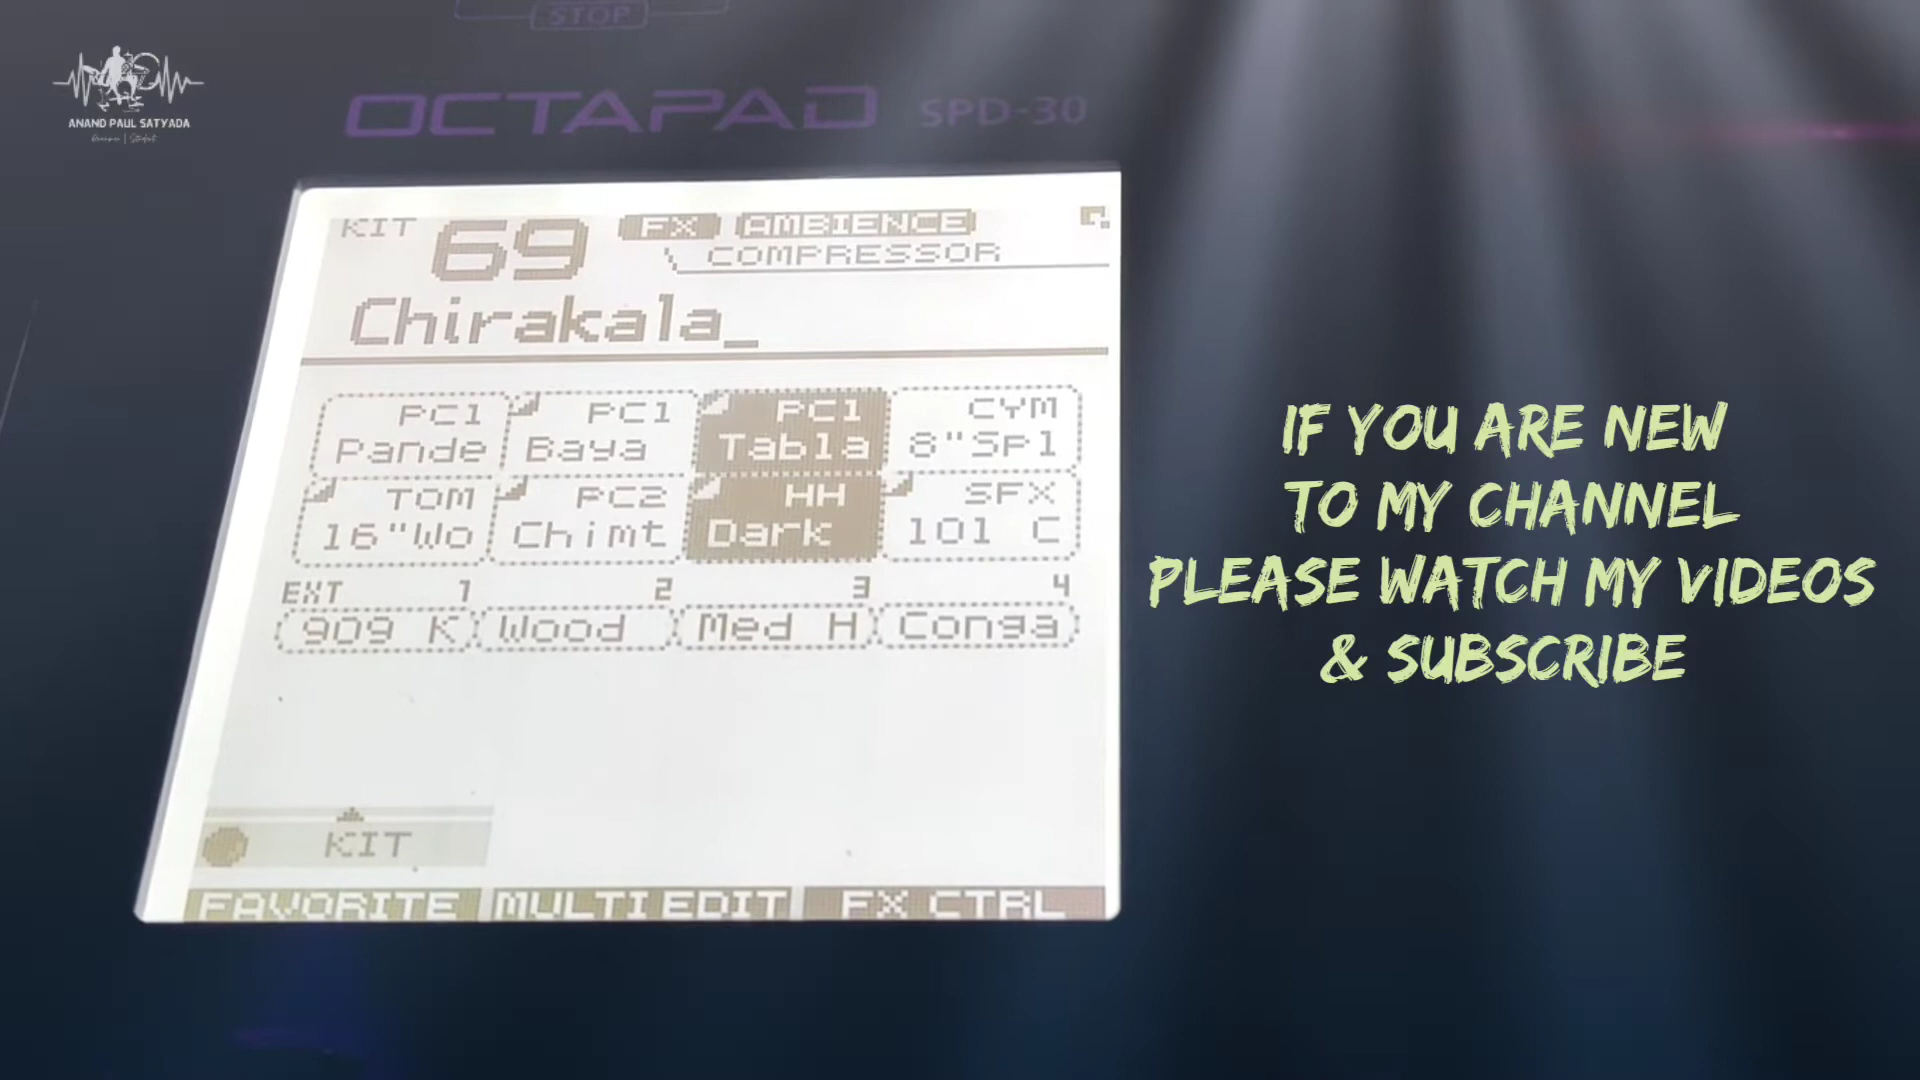 STOP
ANAND PAUL SATYADA
OCTAPAD SPD-30
KIT 69 FX AMBIENCE
COMPRESSOR
Chirakala_
PC1 PC1 PC1 CYM
Pande Baya Tabla 8"Spl
TOM PC2 HH SFX
16"Wo Chimt Dark 101 C
EXT 1 2 3 4
909 K Wood Med H Conga
KIT
FAVORITE MULTI EDIT FX CTRL
IF YOU ARE NEW
TO MY CHANNEL
PLEASE WATCH MY VIDEOS
& SUBSCRIBE